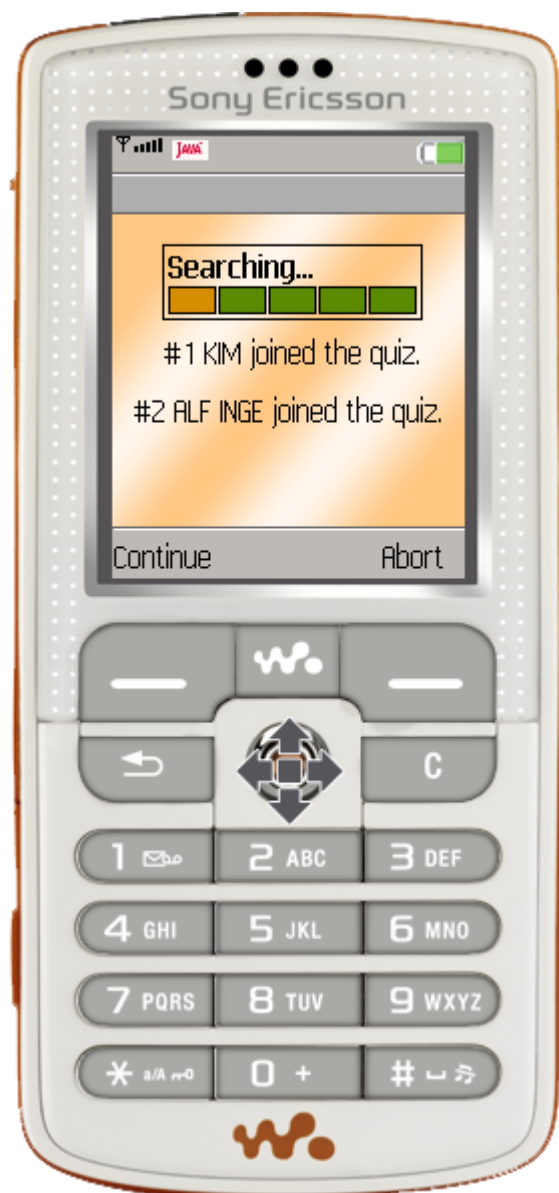 Sony Ericsson
JAVA
Searching...
#1 KIM joined the quiz.
#2 ALF INGE joined the quiz.
Continue Abort
C
1 2 ABC 3 DEF
4 GHI 5 JKL 6 MNO
7 PQRS 8 TUV 9 WXYZ
* a/A 0 + #